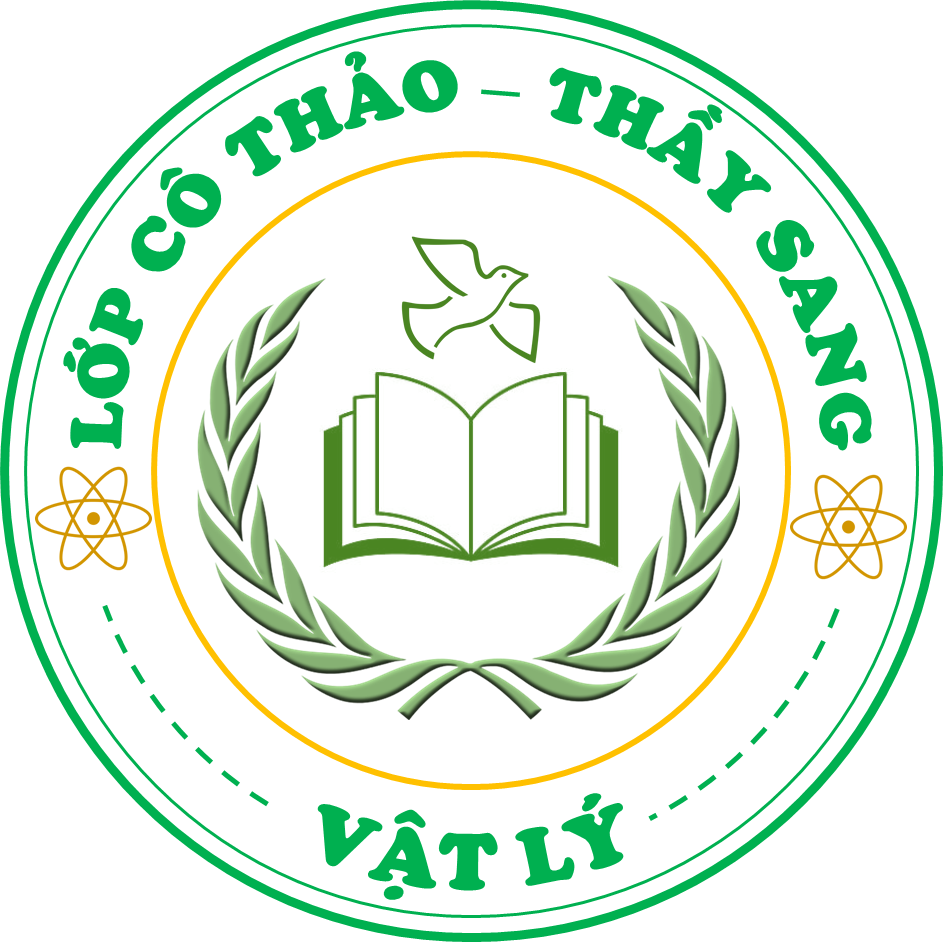 LỚP CÔ THẢO – THẦY SANG
VẬT LÝ